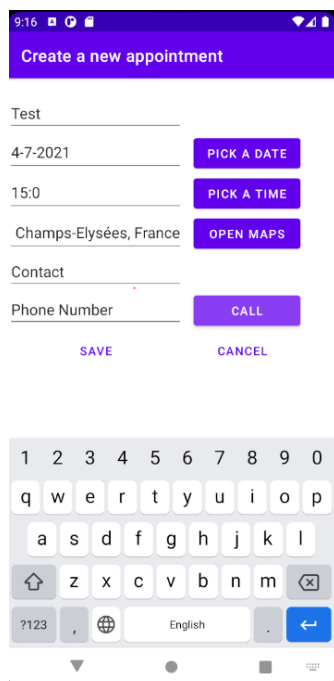 9:16
Create a new appointment
Test
4-7-2021 PICK A DATE
15:0 PICK A TIME
Champs-Elysées, France OPEN MAPS
Contact
Phone Number CALL
SAVE CANCEL
1 2 3 4 5 6 7 8 9 0
q w e r t y u i o p
a s d f g h j k l
z x c v b n m
?123 , English .